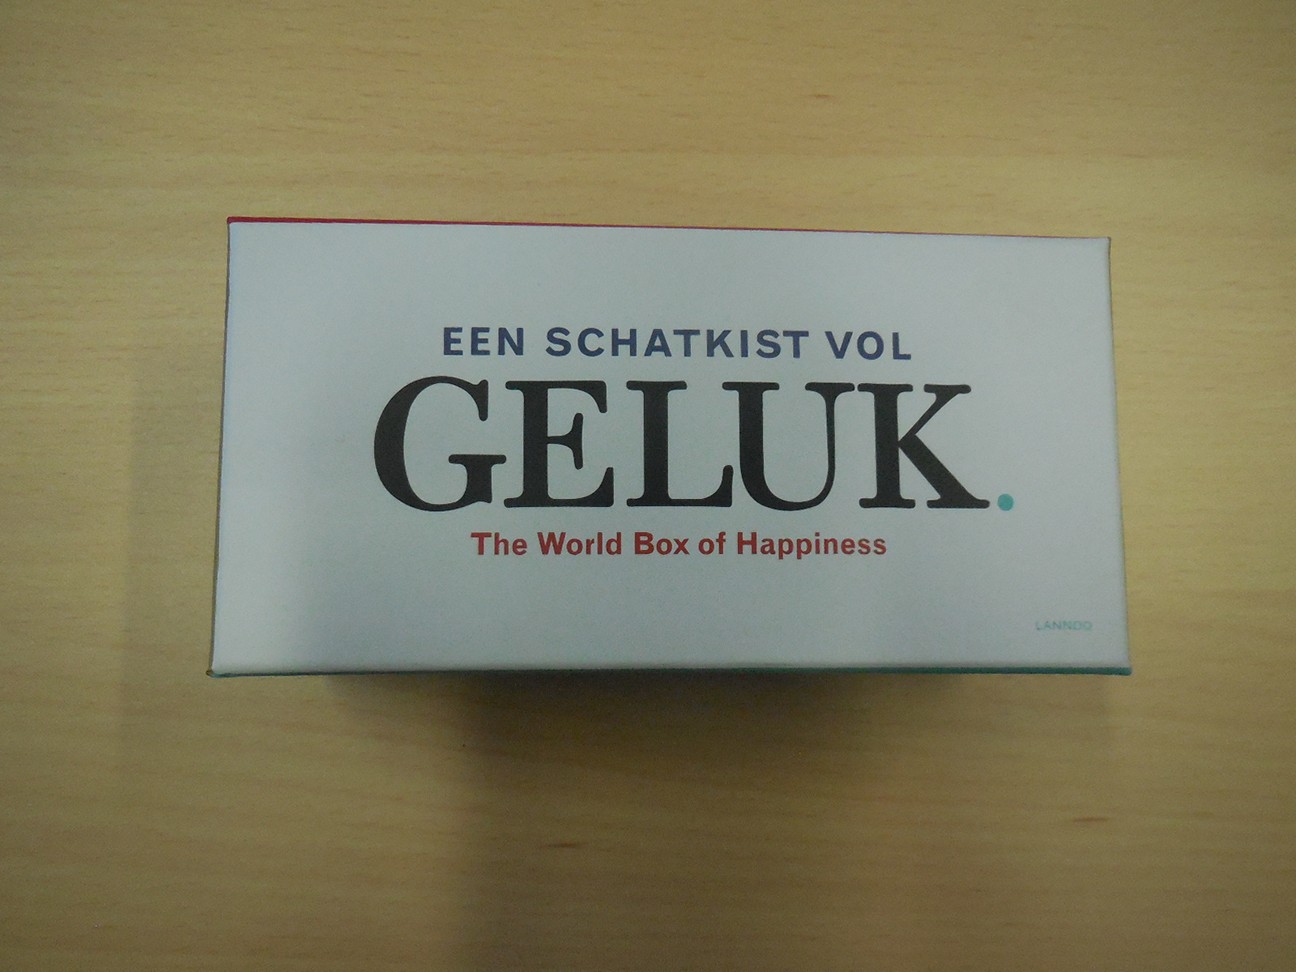 EEN SCHATKIST VOL
GELUK.
The World Box of Happiness
LANNOO